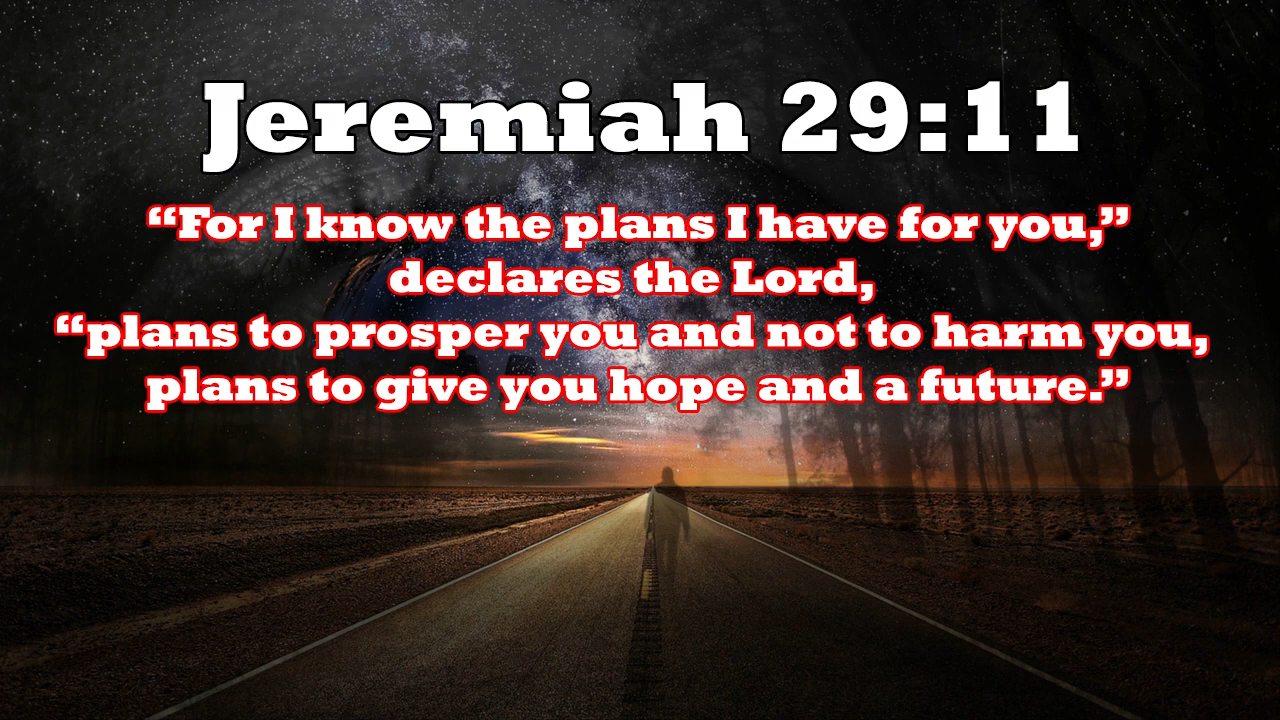 Jeremiah 29:11
“For I know the plans I have for you,”
declares the Lord,
“plans to prosper you and not to harm you,
plans to give you hope and a future.”